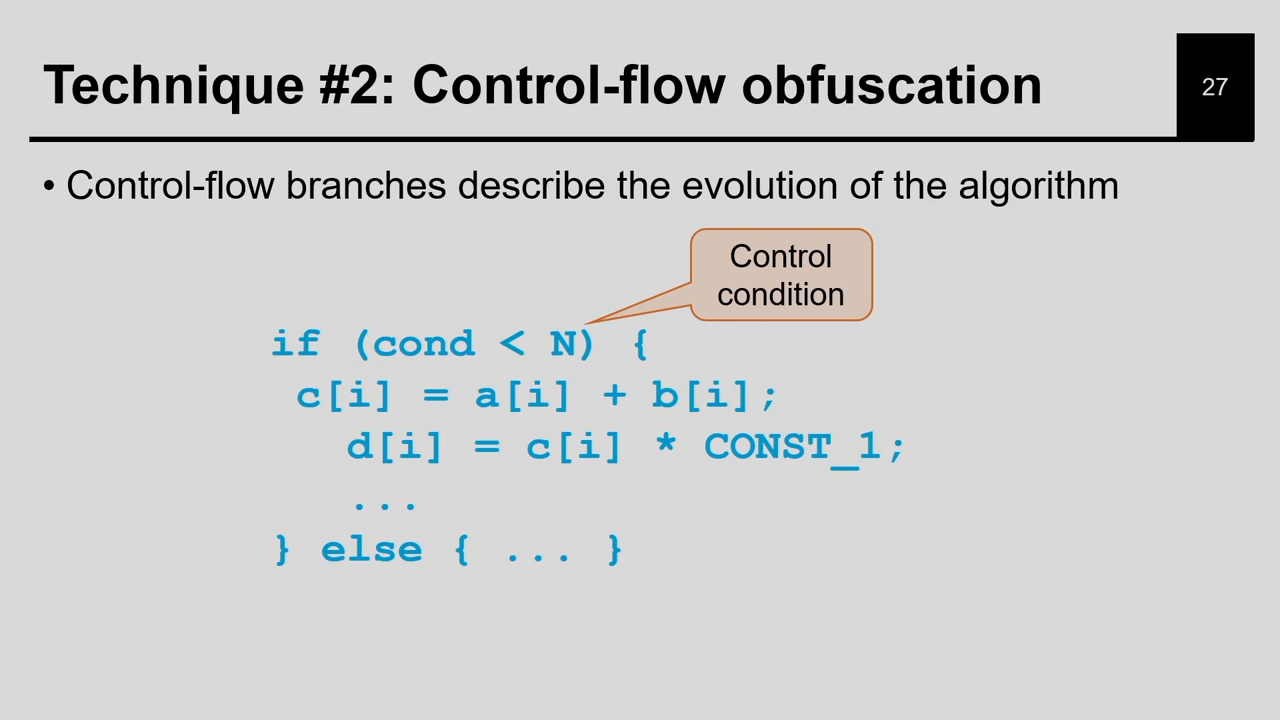 Technique #2: Control-flow obfuscation
27
• Control-flow branches describe the evolution of the algorithm
Control
condition
if (cond < N) {
c[i] = a[i] + b[i];
d[i] = c[i] * CONST_1;
...
} else { ... }